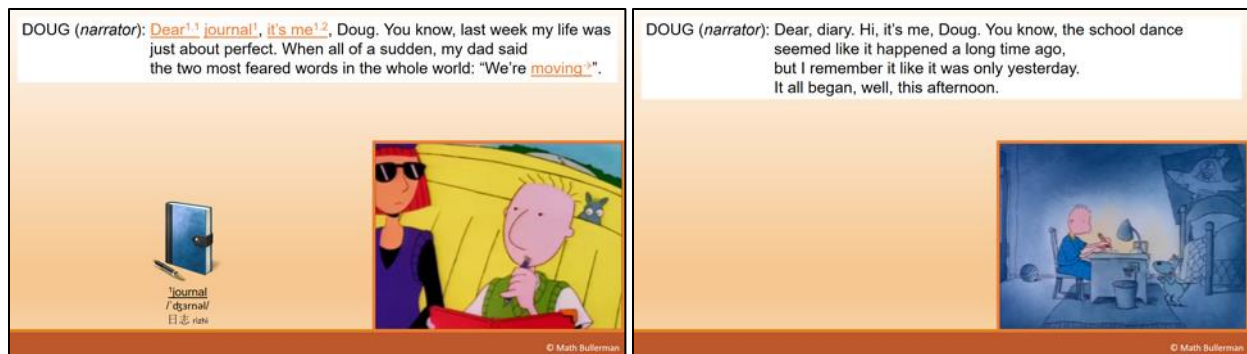 DOUG (narrator): Dear¹·¹ journal¹, it's me¹·², Doug. You know, last week my life was
just about perfect. When all of a sudden, my dad said
the two most feared words in the whole world: “We're moving⁺”.
¹journal
/ˈdʒɜrnəl/
日志 rizhi
© Math Bullerman
DOUG (narrator): Dear, diary. Hi, it's me, Doug. You know, the school dance
seemed like it happened a long time ago,
but I remember it like it was only yesterday.
It all began, well, this afternoon.
© Math Bullerman